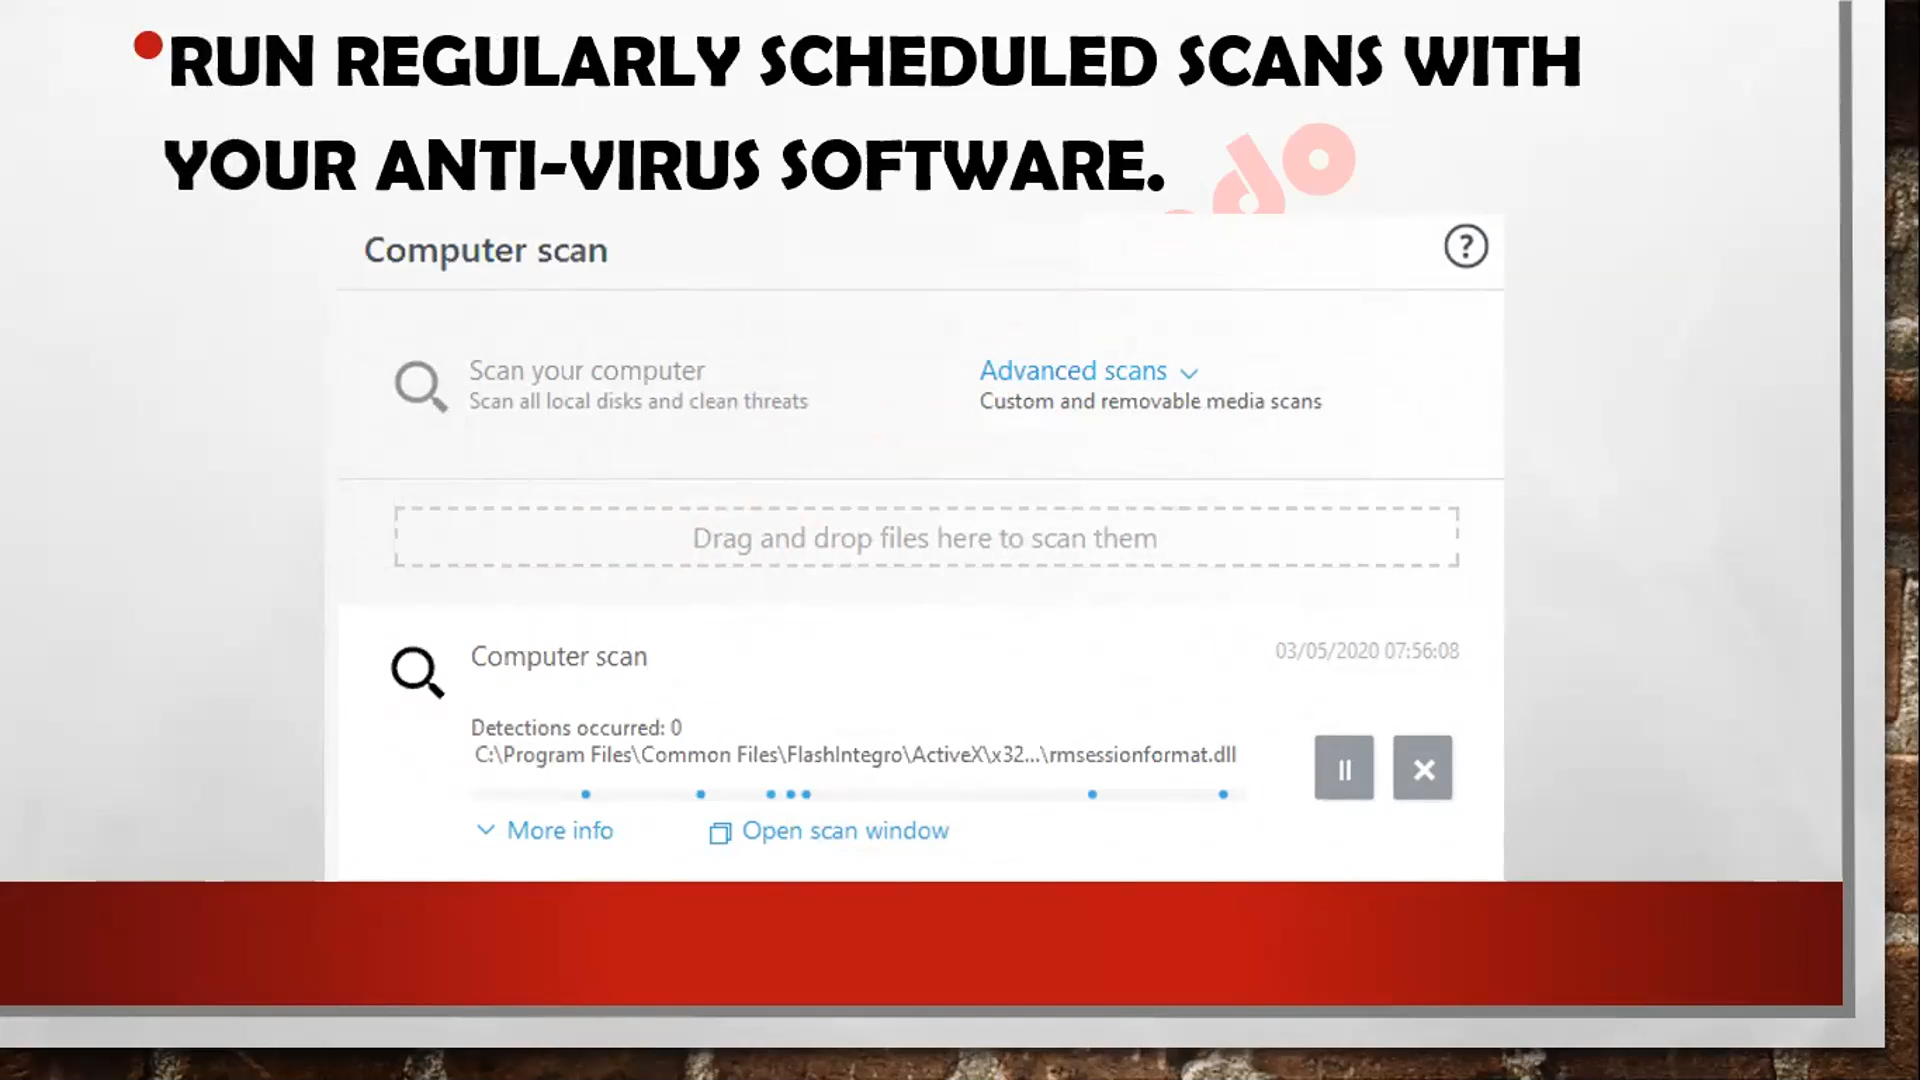 •RUN REGULARLY SCHEDULED SCANS WITH
YOUR ANTI-VIRUS SOFTWARE.
do
Computer scan
?
Scan your computer
Advanced scans
Scan all local disks and clean threats
Custom and removable media scans
Drag and drop files here to scan them
Computer scan
03/05/2020 07:56:08
Detections occurred: 0
C:\Program Files\Common Files\FlashIntegro\ActiveX\x32...\rmsessionformat.dll
More info
Open scan window